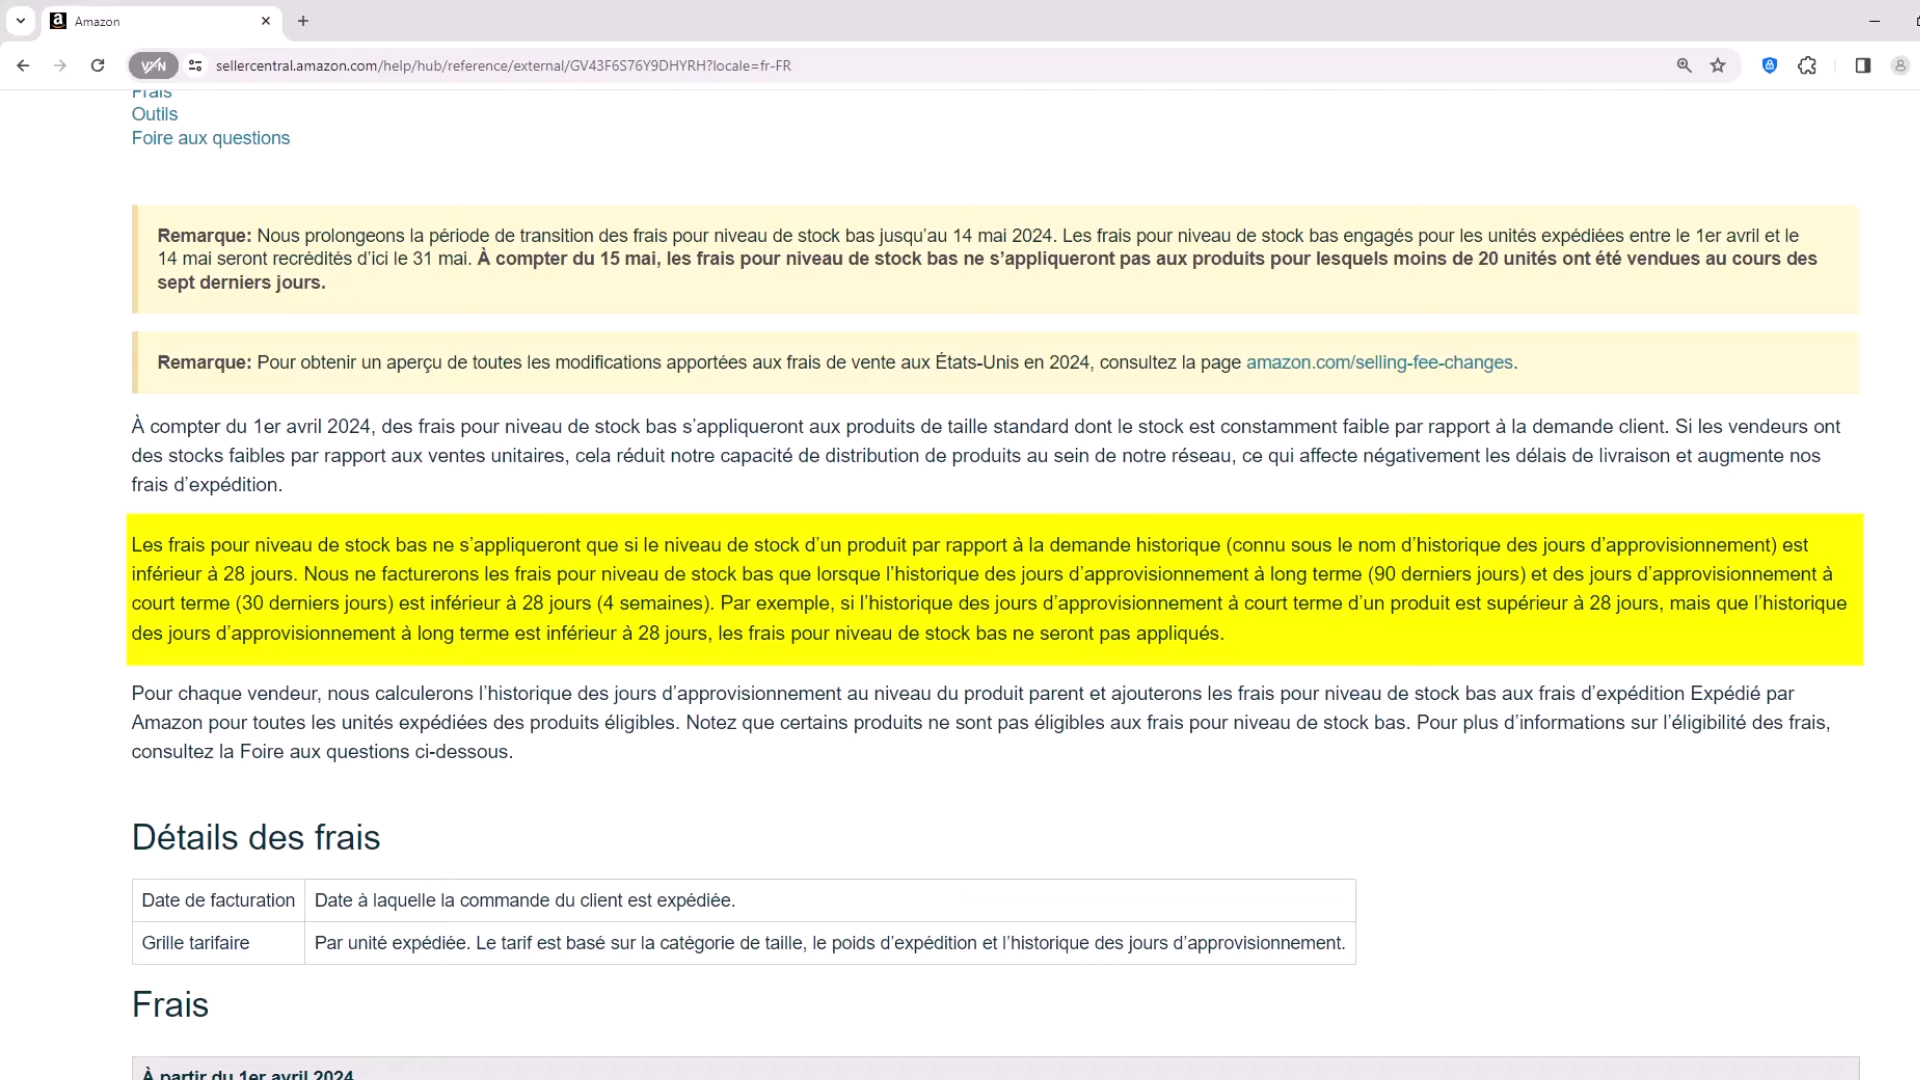 Amazon
VPN
sellercentral.amazon.com/help/hub/reference/external/GV43F6S76Y9DHYRH?locale=fr-FR
Frais
Outils
Foire aux questions
Remarque: Nous prolongeons la période de transition des frais pour niveau de stock bas jusqu’au 14 mai 2024. Les frais pour niveau de stock bas engagés pour les unités expédiées entre le 1er avril et le
14 mai seront recrédités d’ici le 31 mai. À compter du 15 mai, les frais pour niveau de stock bas ne s’appliqueront pas aux produits pour lesquels moins de 20 unités ont été vendues au cours des
sept derniers jours.
Remarque: Pour obtenir un aperçu de toutes les modifications apportées aux frais de vente aux États-Unis en 2024, consultez la page amazon.com/selling-fee-changes.
À compter du 1er avril 2024, des frais pour niveau de stock bas s’appliqueront aux produits de taille standard dont le stock est constamment faible par rapport à la demande client. Si les vendeurs ont
des stocks faibles par rapport aux ventes unitaires, cela réduit notre capacité de distribution de produits au sein de notre réseau, ce qui affecte négativement les délais de livraison et augmente nos
frais d’expédition.
Les frais pour niveau de stock bas ne s’appliqueront que si le niveau de stock d’un produit par rapport à la demande historique (connu sous le nom d’historique des jours d’approvisionnement) est
inférieur à 28 jours. Nous ne facturerons les frais pour niveau de stock bas que lorsque l’historique des jours d’approvisionnement à long terme (90 derniers jours) et des jours d’approvisionnement à
court terme (30 derniers jours) est inférieur à 28 jours (4 semaines). Par exemple, si l’historique des jours d’approvisionnement à court terme d’un produit est supérieur à 28 jours, mais que l’historique
des jours d’approvisionnement à long terme est inférieur à 28 jours, les frais pour niveau de stock bas ne seront pas appliqués.
Pour chaque vendeur, nous calculerons l’historique des jours d’approvisionnement au niveau du produit parent et ajouterons les frais pour niveau de stock bas aux frais d’expédition Expédié par
Amazon pour toutes les unités expédiées des produits éligibles. Notez que certains produits ne sont pas éligibles aux frais pour niveau de stock bas. Pour plus d’informations sur l’éligibilité des frais,
consultez la Foire aux questions ci-dessous.
Détails des frais
Date de facturation Date à laquelle la commande du client est expédiée.
Grille tarifaire Par unité expédiée. Le tarif est basé sur la catégorie de taille, le poids d’expédition et l’historique des jours d’approvisionnement.
Frais
À partir du 1er avril 2024